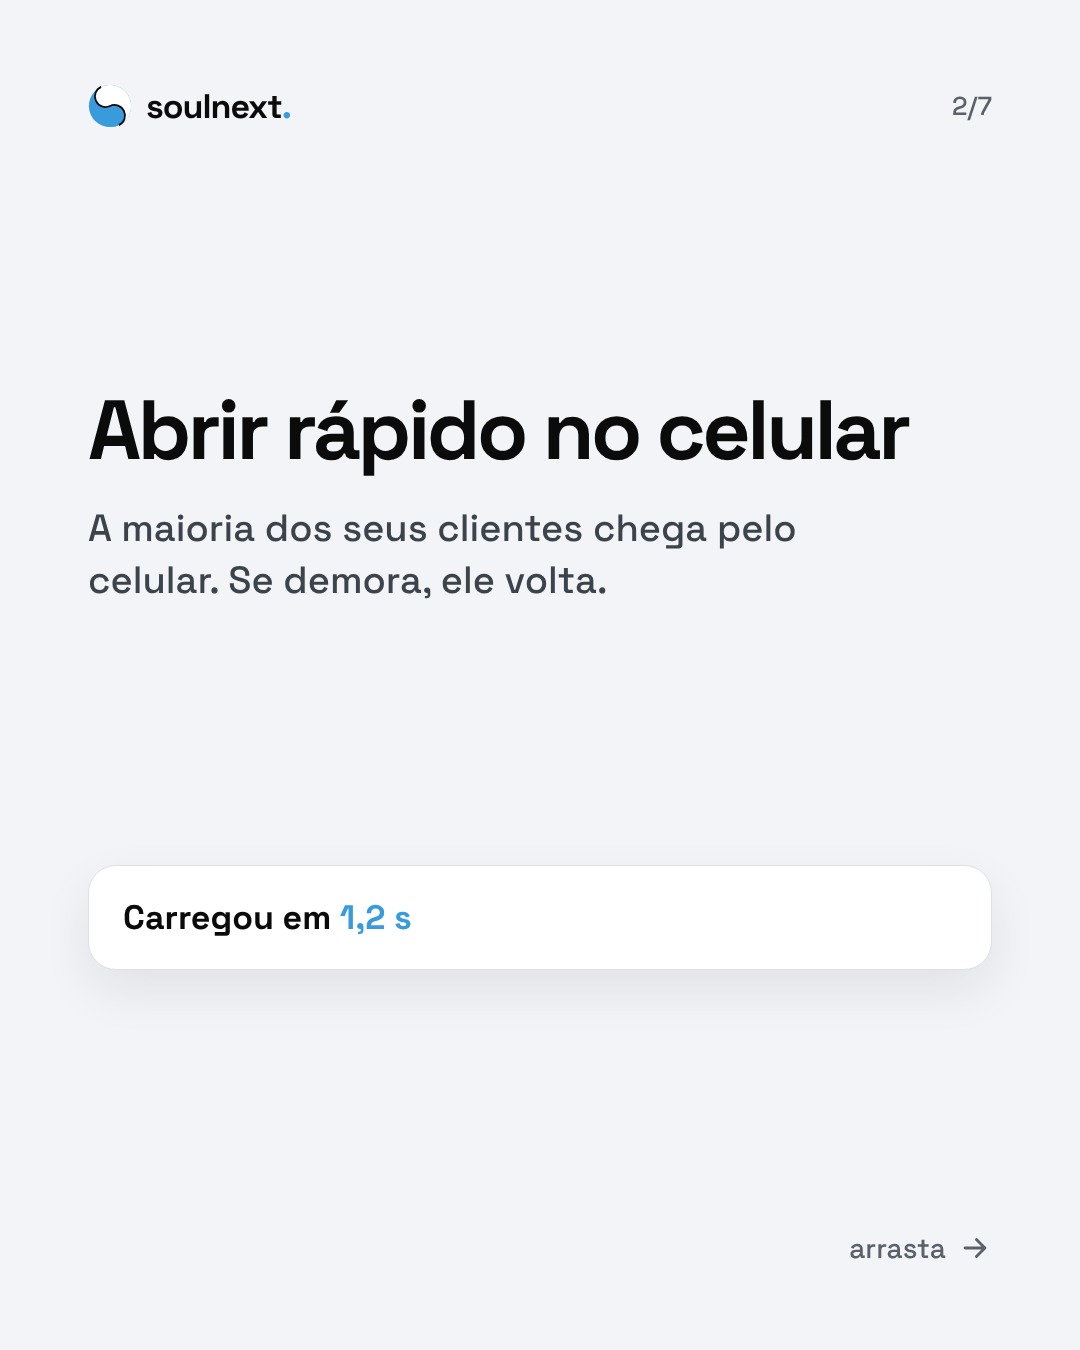 soulnext.
2/7
Abrir rápido no celular
A maioria dos seus clientes chega pelo
celular. Se demora, ele volta.
Carregou em 1,2 s
arrasta →